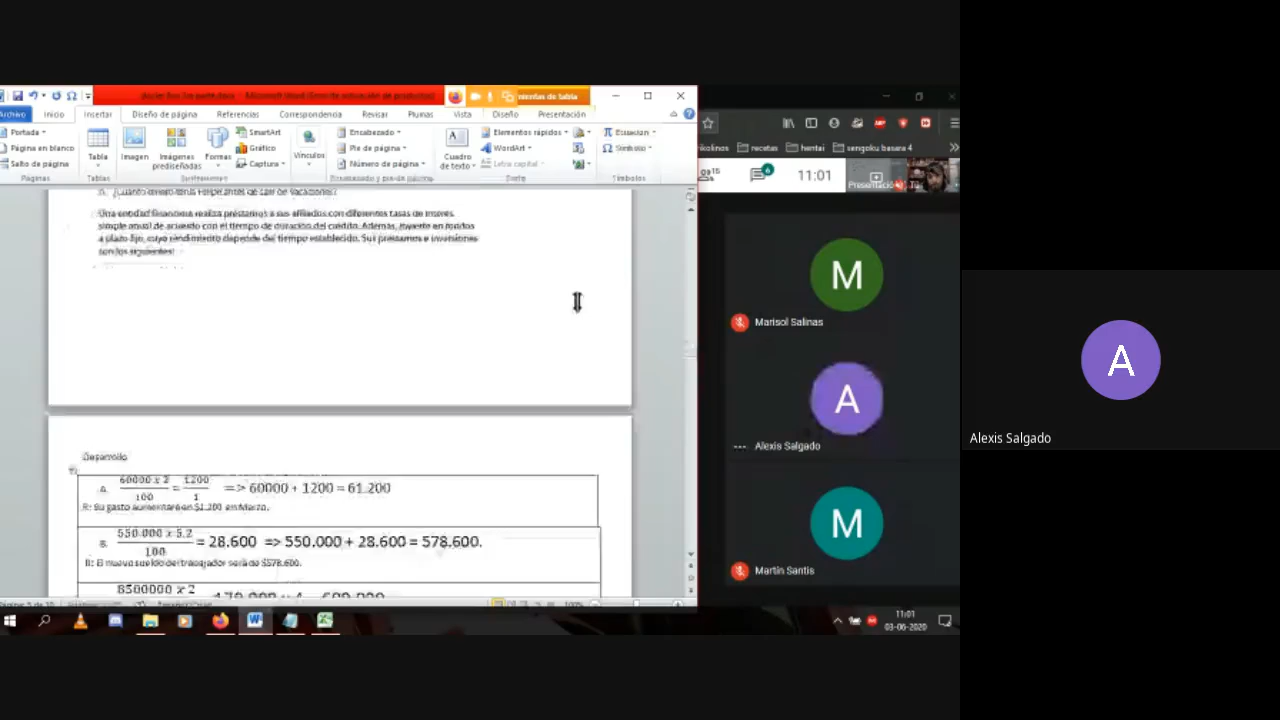 Archivo Inicio Insertar Diseño de página Referencias Correspondencia Revisar Plumas Vista Diseño Presentación
Portada
Página en blanco
Salto de página
Páginas
Tabla
Tablas
Imagen
Imágenes prediseñadas
Formas
SmartArt
Gráfico
Captura
Vínculos
Encabezado
Pie de página
Número de página
Cuadro de texto
Elementos rápidos
WordArt
Letra capital
Ecuación
Símbolo
Símbolos
Una entidad financiera realiza préstamos a sus afiliados con diferentes tasas de interés
simple anual de acuerdo con el tiempo de duración del crédito. Además, invierte en fondos
a plazo fijo, cuyo rendimiento depende del tiempo establecido. Sus préstamos e inversiones
son los siguientes:
Desarrollo
A. 60000 x 2 / 100 = 1200 / 1 => 60000 + 1200 = 61.200
R: Su gasto aumentará en $1.200 en Marzo.
B. 550.000 x 5.2 / 100 = 28.600 => 550.000 + 28.600 = 578.600.
R: El nuevo sueldo del trabajador será de $578.600.
8500000 x 2
100%
recetas hentai sengoku basara 4
15
11:01
Marisol Salinas
Alexis Salgado
Martín Santis
M
A
M
11:01
03-06-2020
A
Alexis Salgado